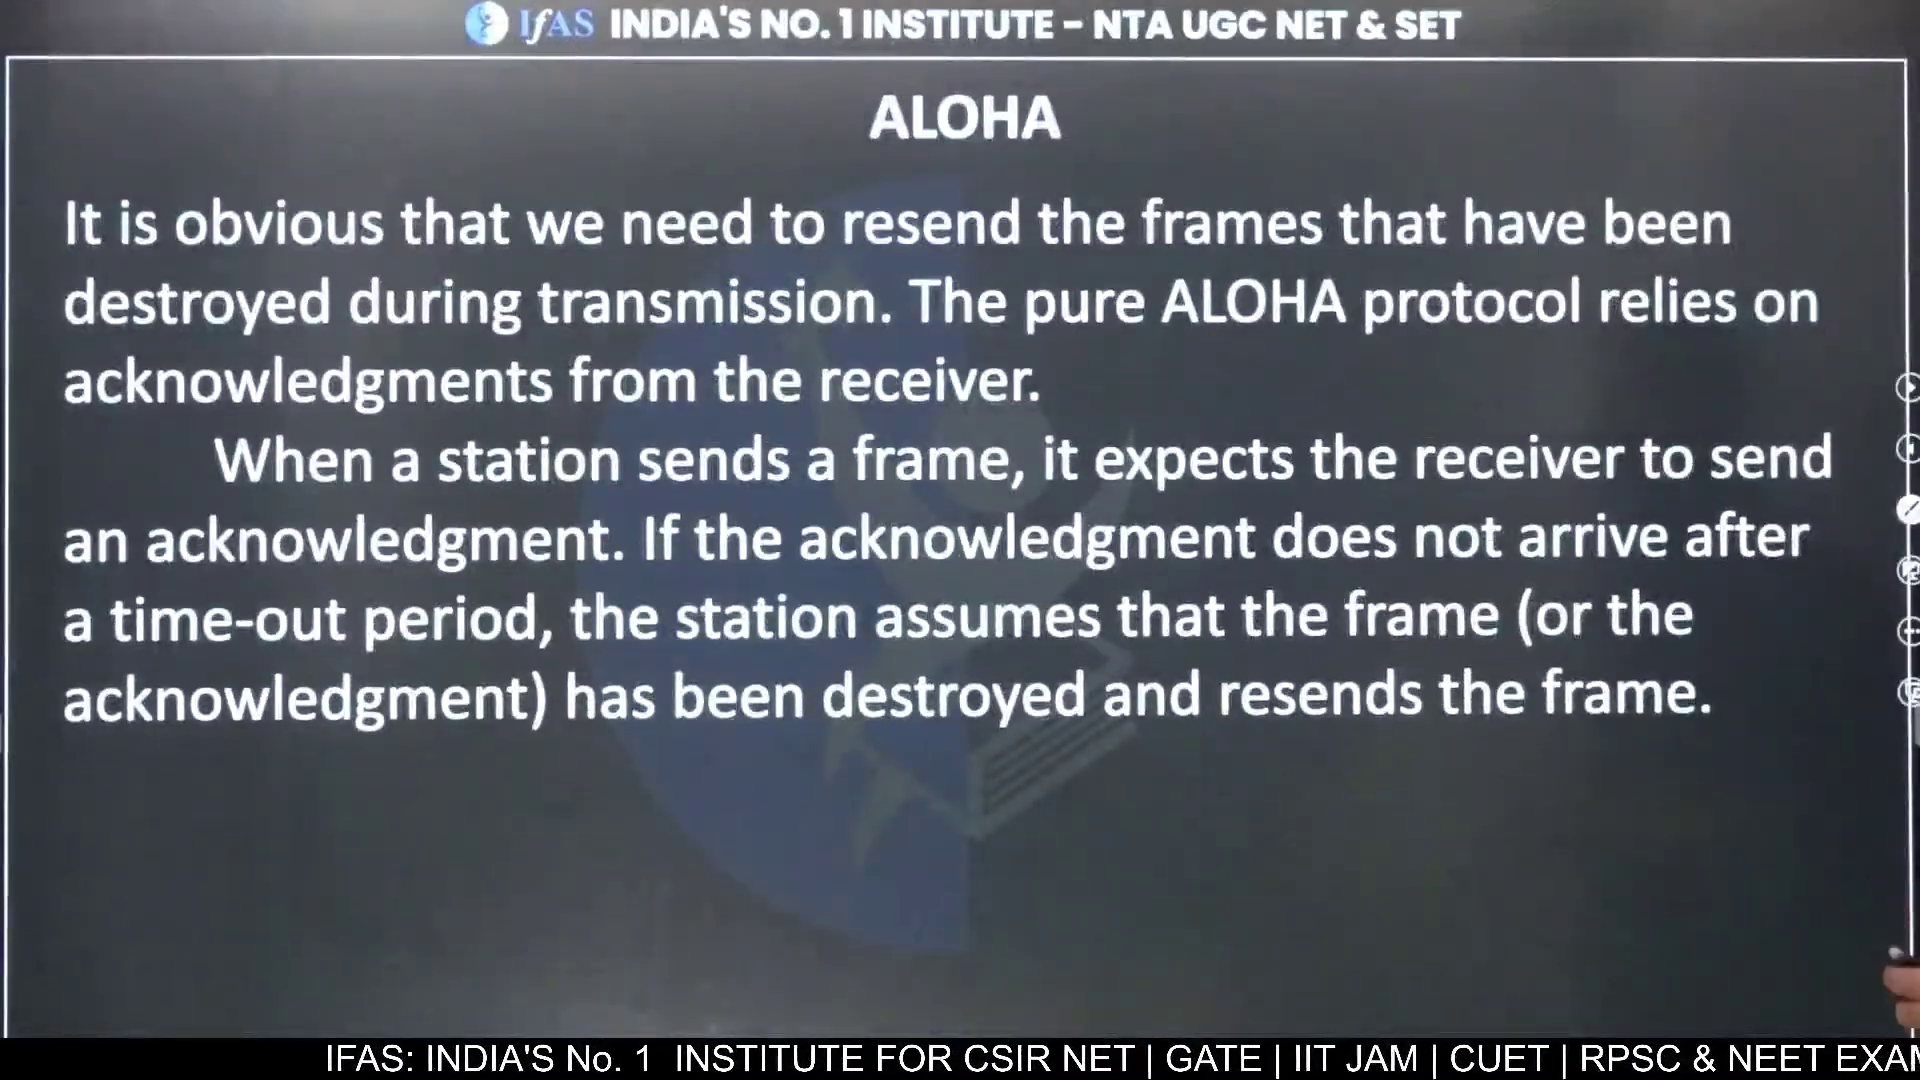 IfAS INDIA'S NO. 1 INSTITUTE - NTA UGC NET & SET
ALOHA
It is obvious that we need to resend the frames that have been
destroyed during transmission. The pure ALOHA protocol relies on
acknowledgments from the receiver.
When a station sends a frame, it expects the receiver to send
an acknowledgment. If the acknowledgment does not arrive after
a time-out period, the station assumes that the frame (or the
acknowledgment) has been destroyed and resends the frame.
IFAS: INDIA'S No. 1 INSTITUTE FOR CSIR NET | GATE | IIT JAM | CUET | RPSC & NEET EXAM